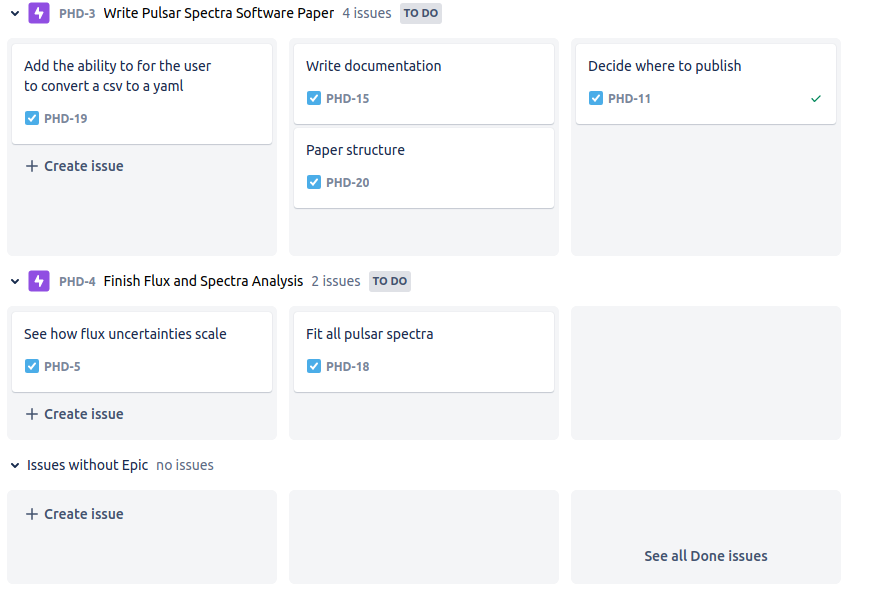 PHD-3 Write Pulsar Spectra Software Paper 4 issues TO DO
Add the ability to for the user
to convert a csv to a yaml
PHD-19
+ Create issue
Write documentation
PHD-15
Paper structure
PHD-20
Decide where to publish
PHD-11
PHD-4 Finish Flux and Spectra Analysis 2 issues TO DO
See how flux uncertainties scale
PHD-5
+ Create issue
Fit all pulsar spectra
PHD-18
Issues without Epic no issues
+ Create issue
See all Done issues